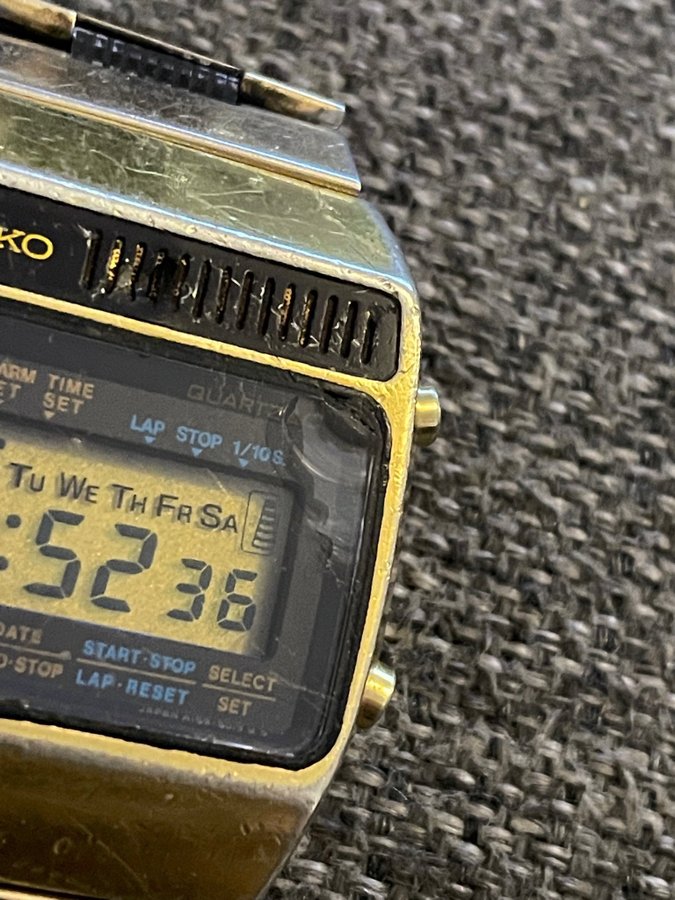 KO
ARM TIME
ET SET
QUARTZ
LAP STOP 1/10S.
TU WE TH FR SA
:52 36
DATE
D·STOP
START·STOP
LAP·RESET
SELECT
SET
JAPAN